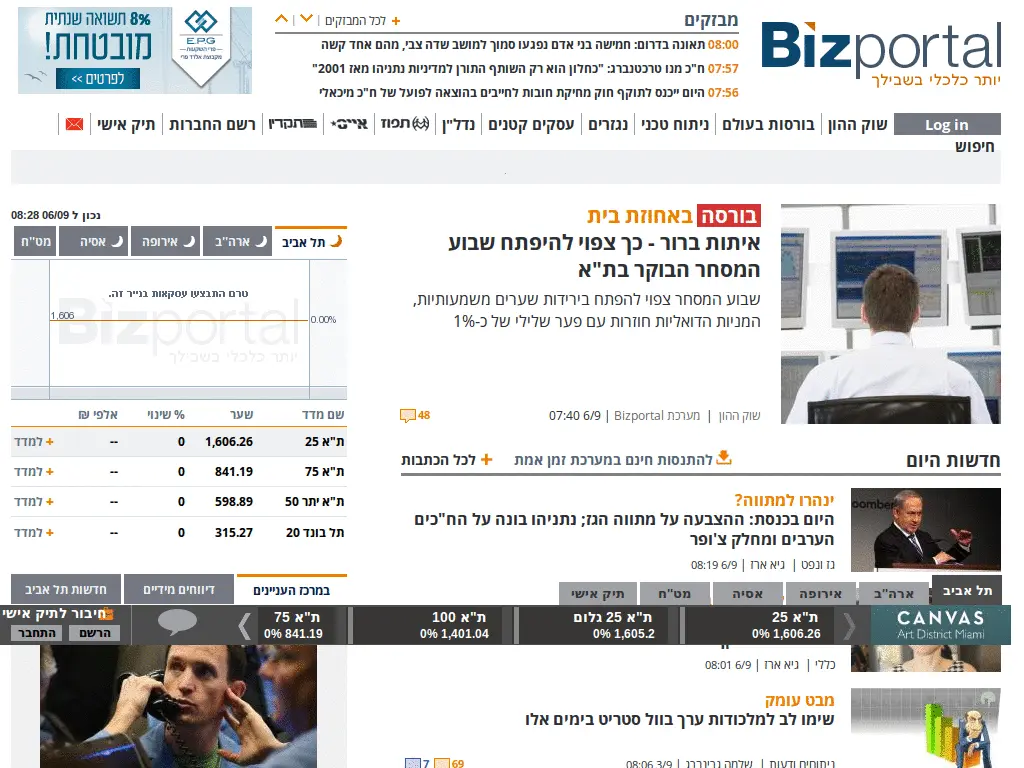 Bizportal
יותר כלכלי בשבילך
מבזקים
+ לכל המבזקים
08:00 תאונה בדרום: חמישה בני אדם נפגעו סמוך למושב שדה צבי, מהם אחד קשה
07:57 ח"כ מנו טרכטנברג: "כחלון הוא רק השותף התורן למדיניות נתניהו מאז 2001"
07:56 היום ייכנס לתוקף חוק מחיקת חובות לחייבים בהוצאה לפועל של ח"כ מיכאלי
8% תשואה שנתית
מובטחת!
לפרטים >>
E.P.G
Log in
שוק ההון | בורסות בעולם | ניתוח טכני | נגזרים | עסקים קטנים | נדל"ן | תפוז | אייס | רשם החברות | תיק אישי
חיפוש
בורסה באחוזת בית
איתות ברור - כך צפוי להיפתח שבוע
המסחר הבוקר בת"א
שבוע המסחר צפוי להפתח בירידות שערים משמעותיות,
המניות הדואליות חוזרות עם פער שלילי של כ-1%
שוק ההון | מערכת Bizportal | 6/9 07:40
48
נכון ל 06/09 08:28
תל אביב
ארה"ב
אירופה
אסיה
מט"ח
טרם התבצעו עסקאות בנייר זה.
1,606
0.00%
Bizportal
יותר כלכלי בשבילך
שם מדד שער % שינוי אלפי ₪
ת"א 25 1,606.26 0 -- + למדד
ת"א 75 841.19 0 -- + למדד
ת"א יתר 50 598.89 0 -- + למדד
תל בונד 20 315.27 0 -- + למדד
במרכז העניינים
דיווחים מידיים
חדשות תל אביב
חדשות היום
להתנסות חינם במערכת זמן אמת
+ לכל הכתבות
ינהרו למתווה?
היום בכנסת: ההצבעה על מתווה הגז; נתניהו בונה על הח"כים
הערבים ומחלק צ'ופר
גז ונפט | גיא ארז | 6/9 08:19
תל אביב
ארה"ב
אירופה
אסיה
מט"ח
תיק אישי
CANVAS
Art District Miami
ת"א 25
1,606.26 0%
ת"א 25 גלום
1,605.2 0%
ת"א 100
1,401.04 0%
ת"א 75
841.19 0%
חיבור לתיק אישי
הרשם
התחבר
כללי | גיא ארז | 6/9 08:01
מבט עומק
שימו לב למלכודות ערך בוול סטריט בימים אלו
ניתוחים ודעות | שלמה גרינברג | 3/9 08:06
69
7